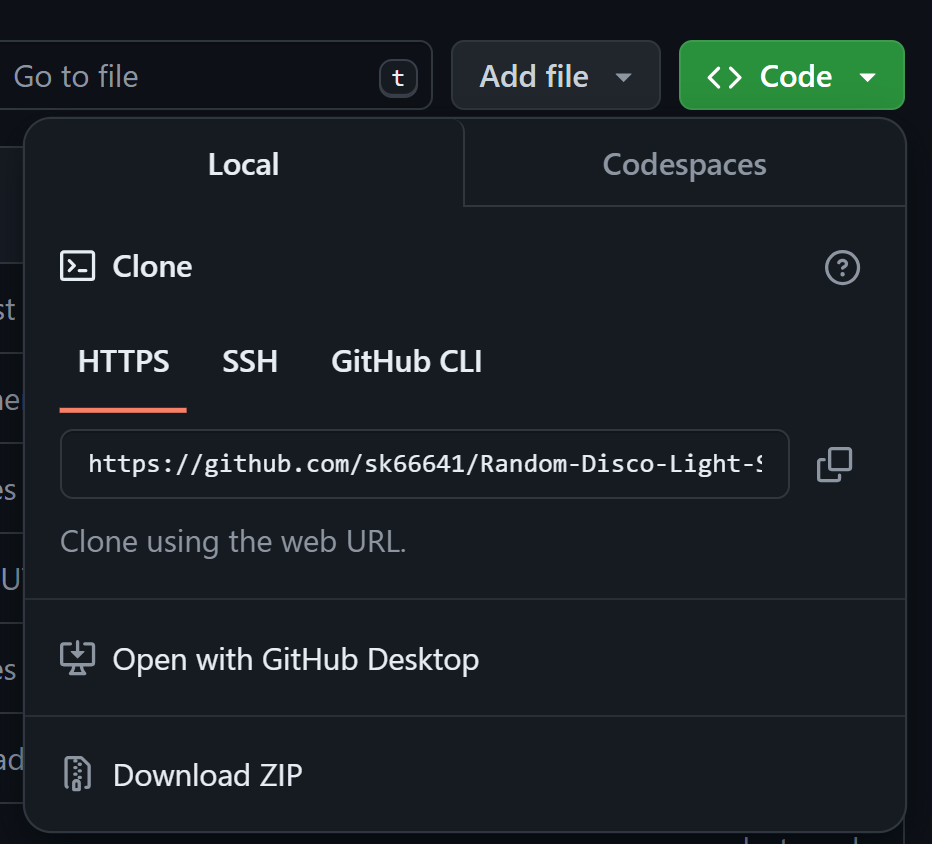 Go to file t Add file Code
Local Codespaces
Clone
HTTPS SSH GitHub CLI
https://github.com/sk66641/Random-Disco-Light-S
Clone using the web URL.
Open with GitHub Desktop
Download ZIP